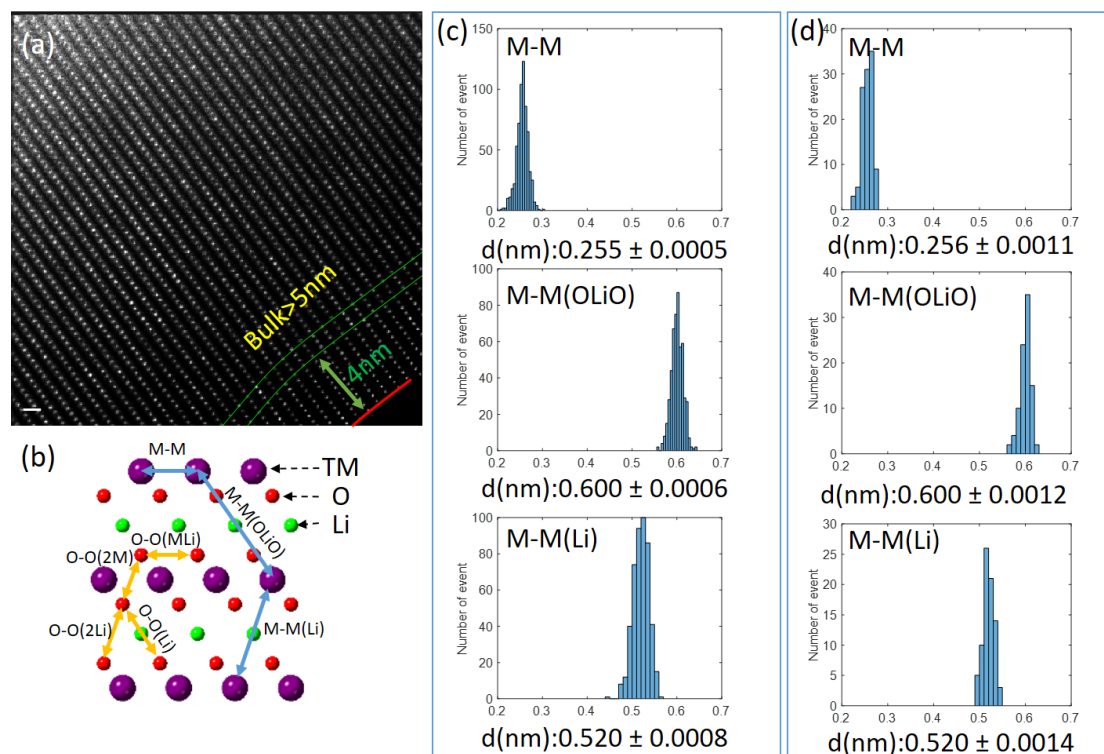 (a)
Bulk>5nm
4nm
(b)
M-M
TM
O
Li
M-M(OLiO)
O-O(MLi)
O-O(2M)
O-O(2Li)
O-O(Li)
M-M(Li)
(c)
M-M
Number of event
150
100
50
0
0.2 0.3 0.4 0.5 0.6 0.7
d(nm):0.255 ± 0.0005
M-M(OLiO)
Number of event
100
80
60
40
20
0
0.2 0.3 0.4 0.5 0.6 0.7
d(nm):0.600 ± 0.0006
M-M(Li)
Number of event
100
80
60
40
20
0
0.2 0.3 0.4 0.5 0.6 0.7
d(nm):0.520 ± 0.0008
(d)
M-M
Number of event
40
30
20
10
0
0.2 0.3 0.4 0.5 0.6 0.7
d(nm):0.256 ± 0.0011
M-M(OLiO)
Number of event
40
30
20
10
0
0.2 0.3 0.4 0.5 0.6 0.7
d(nm):0.600 ± 0.0012
M-M(Li)
Number of event
30
25
20
15
10
5
0
0.2 0.3 0.4 0.5 0.6 0.7
d(nm):0.520 ± 0.0014